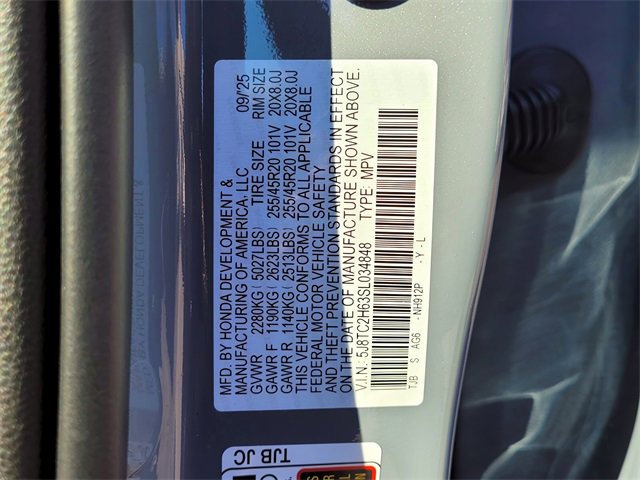 MFD. BY HONDA DEVELOPMENT & 09/'25
MANUFACTURING OF AMERICA, LLC
GVWR 2280KG ( 5027LBS) TIRE SIZE RIM SIZE
GAWR F 1190KG ( 2623LBS) 255/45R20 101V 20X8.0J
GAWR R 1140KG ( 2513LBS) 255/45R20 101V 20X8.0J
THIS VEHICLE CONFORMS TO ALL APPLICABLE
FEDERAL MOTOR VEHICLE SAFETY
AND THEFT PREVENTION STANDARDS IN EFFECT
ON THE DATE OF MANUFACTURE SHOWN ABOVE.
V.I.N: 5J8TC2H63SL034848 TYPE: MPV
TJB S AG6 -NH912P -Y-L
TJB JC